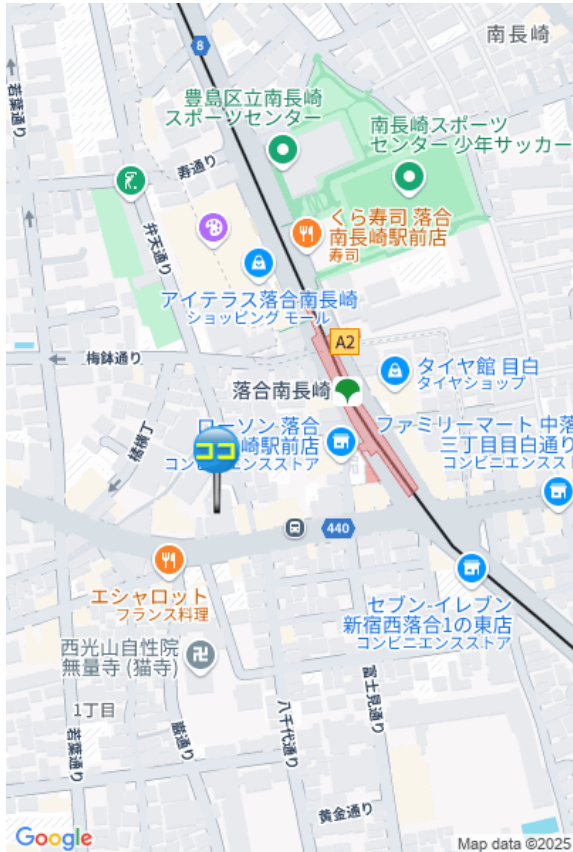 南長崎
8
若葉通り
豊島区立南長崎
スポーツセンター
南長崎スポーツ
センター 少年サッカー
寿通り
くら寿司 落合
南長崎駅前店
寿司
弁天通り
アイテラス落合南長崎
ショッピング モール
A2
梅鉢通り
タイヤ館 目白
タイヤショップ
落合南長崎
ココ
ローソン 落合
崎駅前店
コンビニエンスストア
ファミリーマート 中落
三丁目目白通り
コンビニエンススト
橘横丁
440
エシャロット
フランス料理
セブン-イレブン
新宿西落合1の東店
コンビニエンスストア
西光山自性院
無量寺 (猫寺)
1丁目
若葉通り
巌通り
八千代通り
富士見通り
黄金通り
Google
Map data ©2025